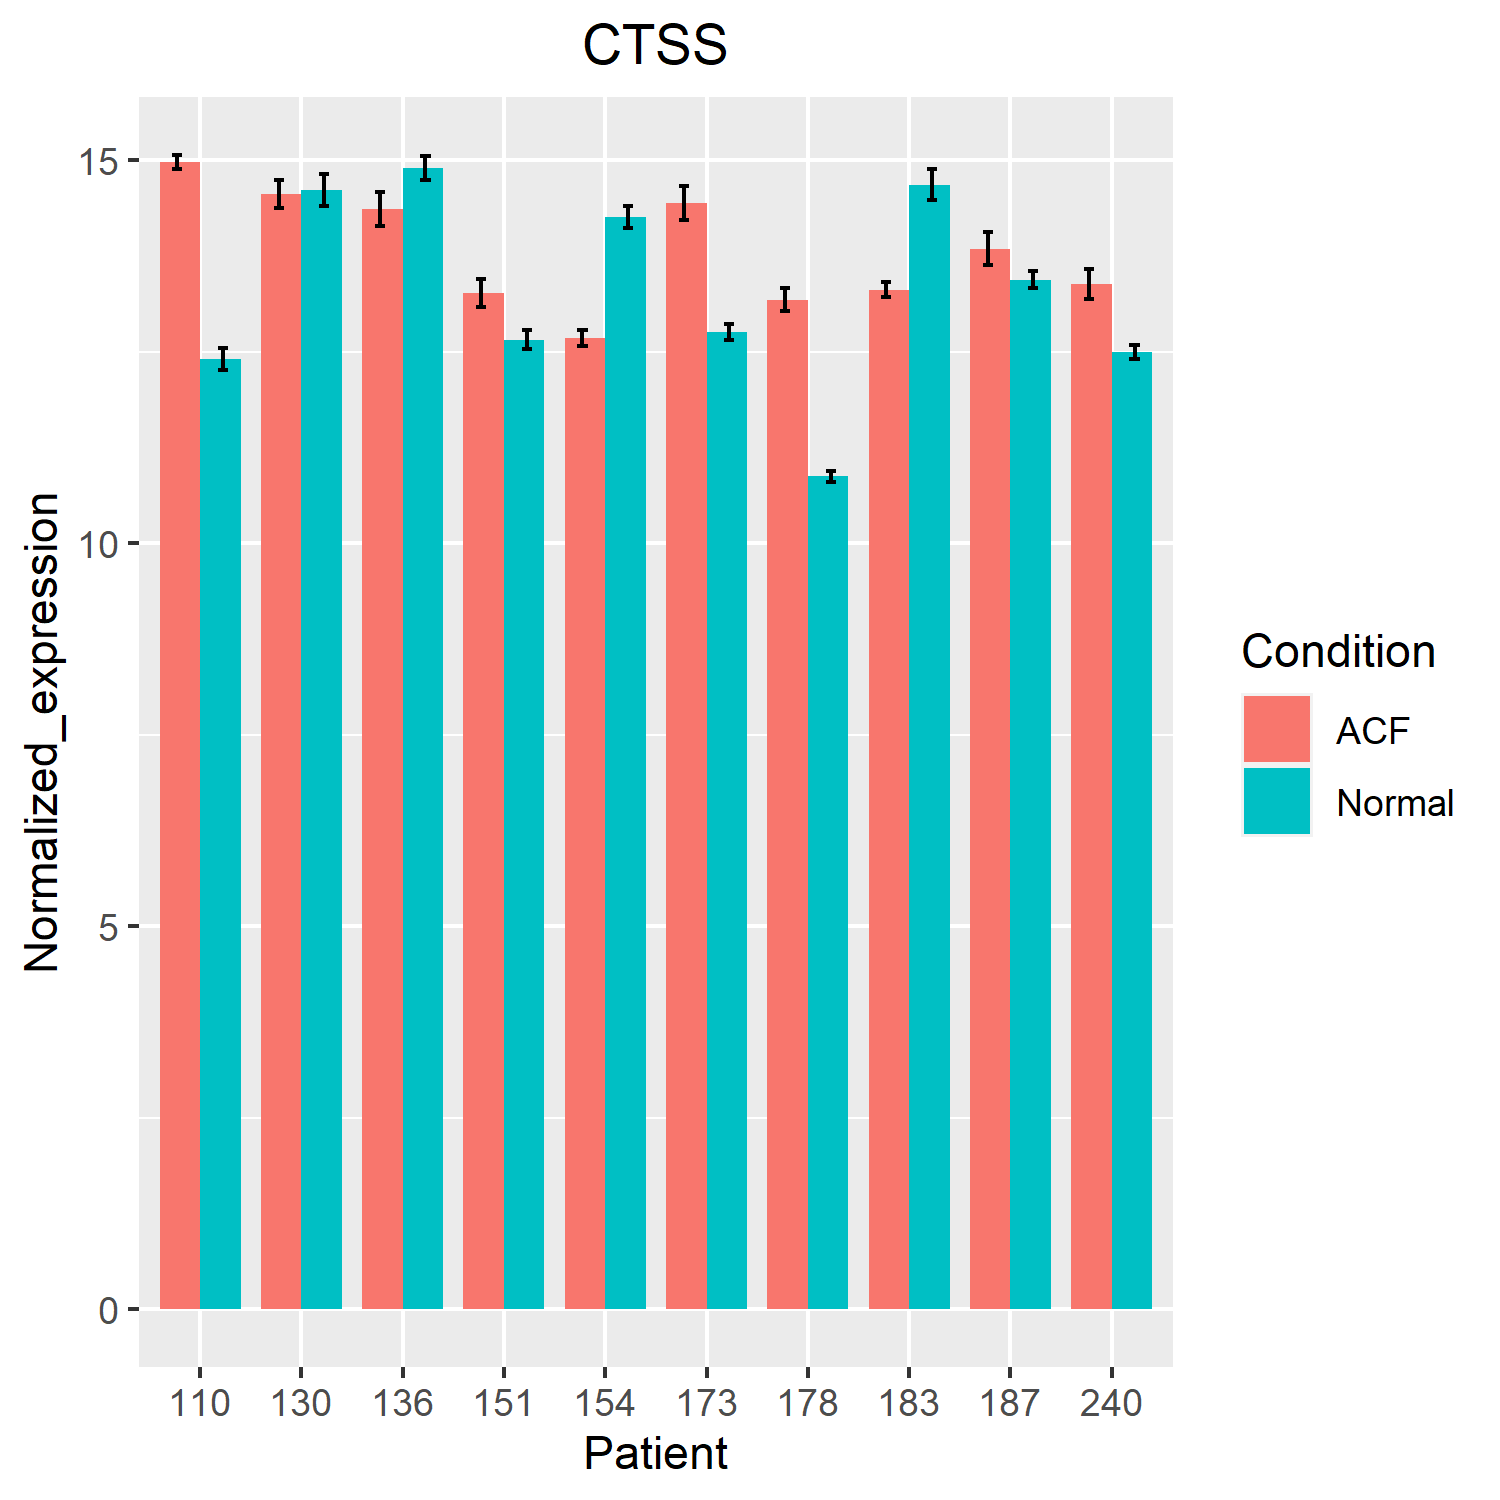 CTSS
15
10
5
0
Normalized_expression
110 130 136 151 154 173 178 183 187 240
Patient
Condition
ACF
Normal